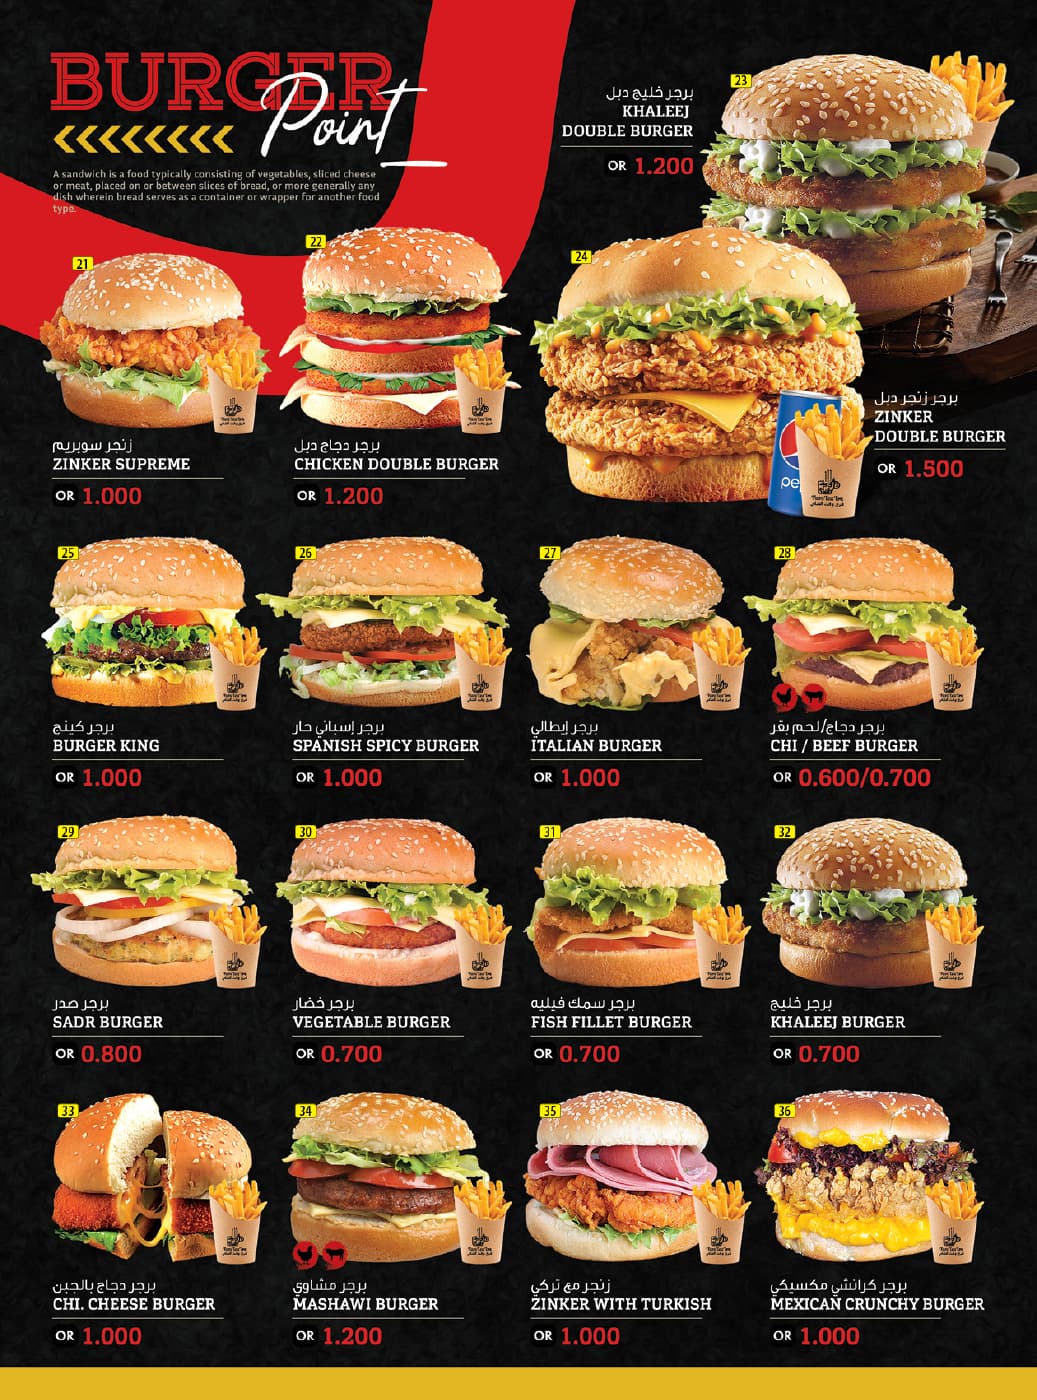 BURGER
Point
A sandwich is a food typically consisting of vegetables, sliced cheese
or meat, placed on or between slices of bread, or more generally any
dish wherein bread serves as a container or wrapper for another food
type.
23
برجر خليج دبل
KHALEEJ
DOUBLE BURGER
OR 1.200
21
زنجر سوبريم
ZINKER SUPREME
OR 1.000
22
برجر دجاج دبل
CHICKEN DOUBLE BURGER
OR 1.200
24
pe
برجر زنجر دبل
ZINKER
DOUBLE BURGER
OR 1.500
25
برجر كينج
BURGER KING
OR 1.000
26
برجر إسباني حار
SPANISH SPICY BURGER
OR 1.000
27
برجر إيطالي
ITALIAN BURGER
OR 1.000
28
برجر دجاج/لحم بقر
CHI / BEEF BURGER
OR 0.600/0.700
29
برجر صدر
SADR BURGER
OR 0.800
30
برجر خضار
VEGETABLE BURGER
OR 0.700
31
برجر سمك فيليه
FISH FILLET BURGER
OR 0.700
32
برجر خليج
KHALEEJ BURGER
OR 0.700
33
برجر دجاج بالجبن
CHI. CHEESE BURGER
OR 1.000
34
برجر مشاوي
MASHAWI BURGER
OR 1.200
35
زنجر مع تركي
ZINKER WITH TURKISH
OR 1.000
36
برجر كرانشي مكسيكي
MEXICAN CRUNCHY BURGER
OR 1.000